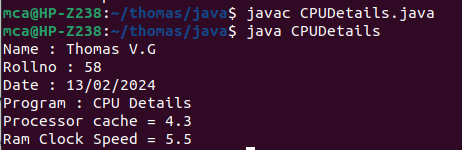 mca@HP-Z238:~/thomas/java$ javac CPUDetails.java
mca@HP-Z238:~/thomas/java$ java CPUDetails
Name : Thomas V.G
Rollno : 58
Date : 13/02/2024
Program : CPU Details
Processor cache = 4.3
Ram Clock Speed = 5.5